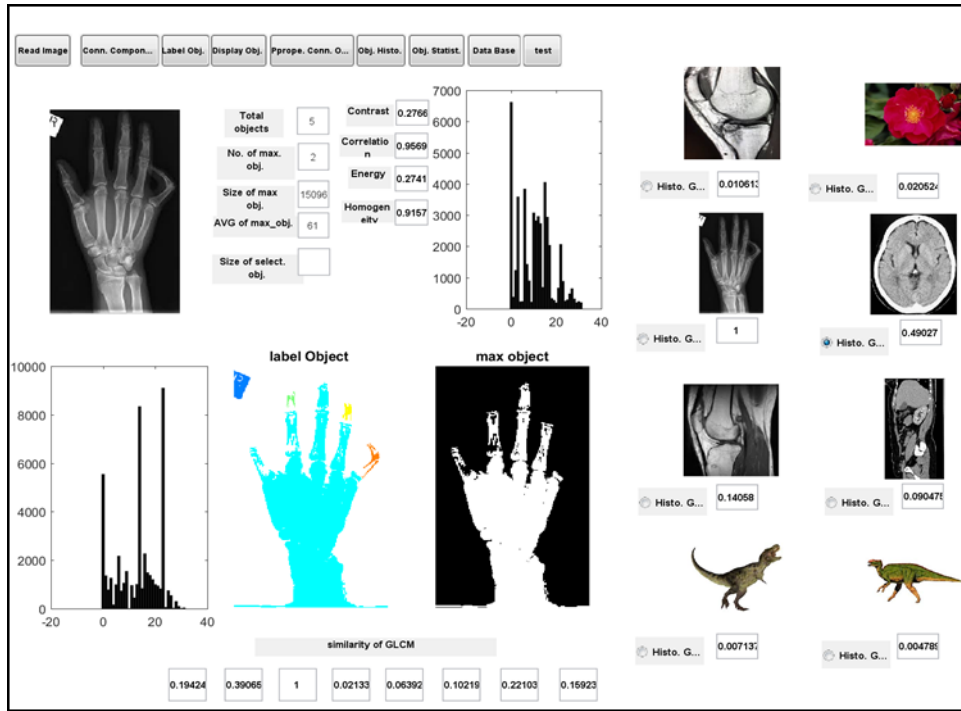 Read Image
Conn. Compon...
Label Obj.
Display Obj.
Pprope. Conn. O...
Obj. Histo.
Obj. Statist.
Data Base
test
Total
objects
5
No. of max.
obj.
2
Size of max
obj.
15096
AVG of max_obj.
61
Size of select.
obj.
Contrast
0.2766
Correlatio
n
0.9569
Energy
0.2741
Homogen
eity
0.9157
7000
6000
5000
4000
3000
2000
1000
0
-20 0 20 40
Histo. G...
0.010613
Histo. G...
0.020524
Histo. G...
1
Histo. G...
0.49027
10000
8000
6000
4000
2000
0
-20 0 20 40
label Object
max object
Histo. G...
0.14058
Histo. G...
0.090475
Histo. G...
0.007137
Histo. G...
0.004789
similarity of GLCM
0.19424 0.39065 1 0.02133 0.06392 0.10219 0.22103 0.15923